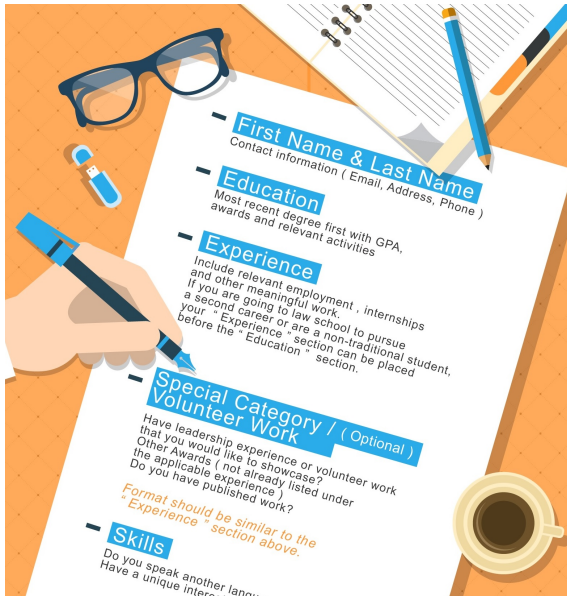 First Name & Last Name
Contact information ( Email, Address, Phone )
Education
Most recent degree first with GPA,
awards and relevant activities
Experience
Include relevant employment , internships
and other meaningful work.
If you are going to law school to pursue
a second career or are a non-traditional student,
your “ Experience ” section can be placed
before the “ Education ” section.
Special Category / ( Optional )
Volunteer Work
Have leadership experience or volunteer work
that you would like to showcase?
Other Awards ( not already listed under
the applicable experience )
Do you have published work?
Format should be similar to the
“ Experience ” section above.
Skills
Do you speak another
Have a unique